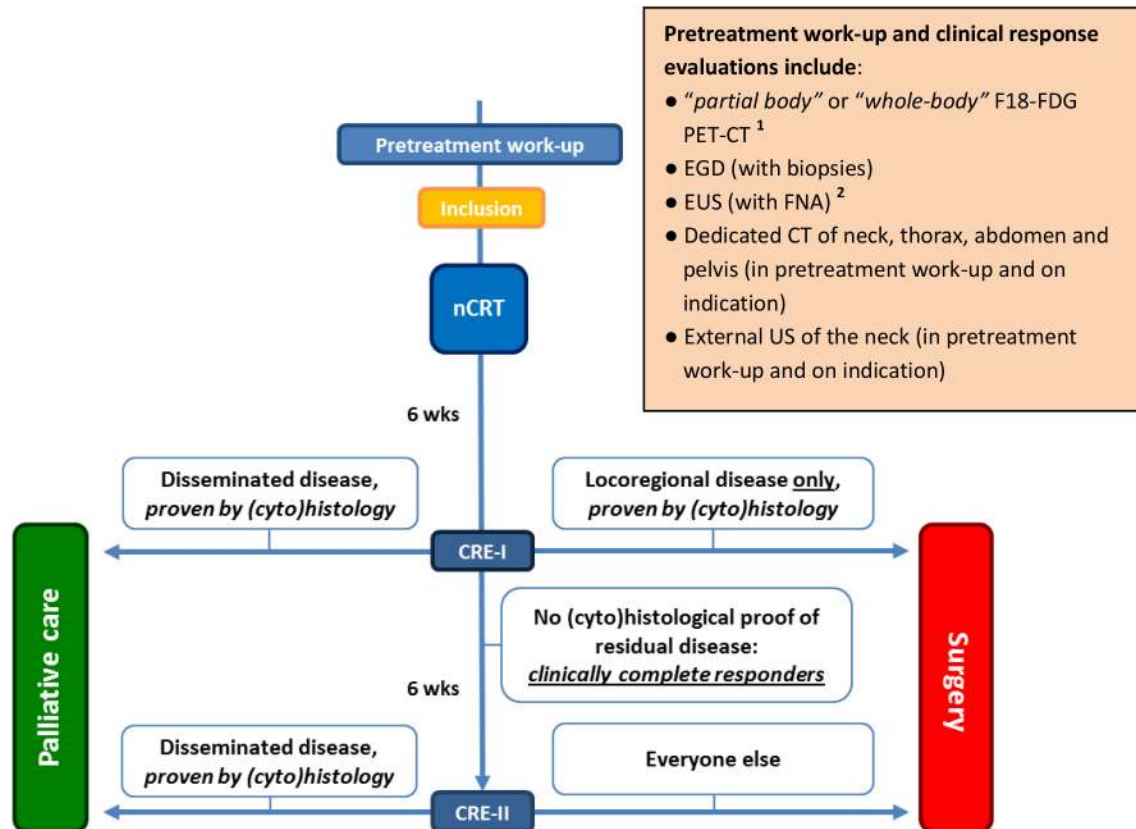 Pretreatment work-up and clinical response
evaluations include:
● “partial body” or “whole-body” F18-FDG
PET-CT 1
● EGD (with biopsies)
● EUS (with FNA) 2
● Dedicated CT of neck, thorax, abdomen and
pelvis (in pretreatment work-up and on
indication)
● External US of the neck (in pretreatment
work-up and on indication)
Pretreatment work-up
Inclusion
nCRT
6 wks
Disseminated disease,
proven by (cyto)histology
Locoregional disease only,
proven by (cyto)histology
CRE-I
Palliative care
Surgery
No (cyto)histological proof of
residual disease:
clinically complete responders
6 wks
Disseminated disease,
proven by (cyto)histology
Everyone else
CRE-II